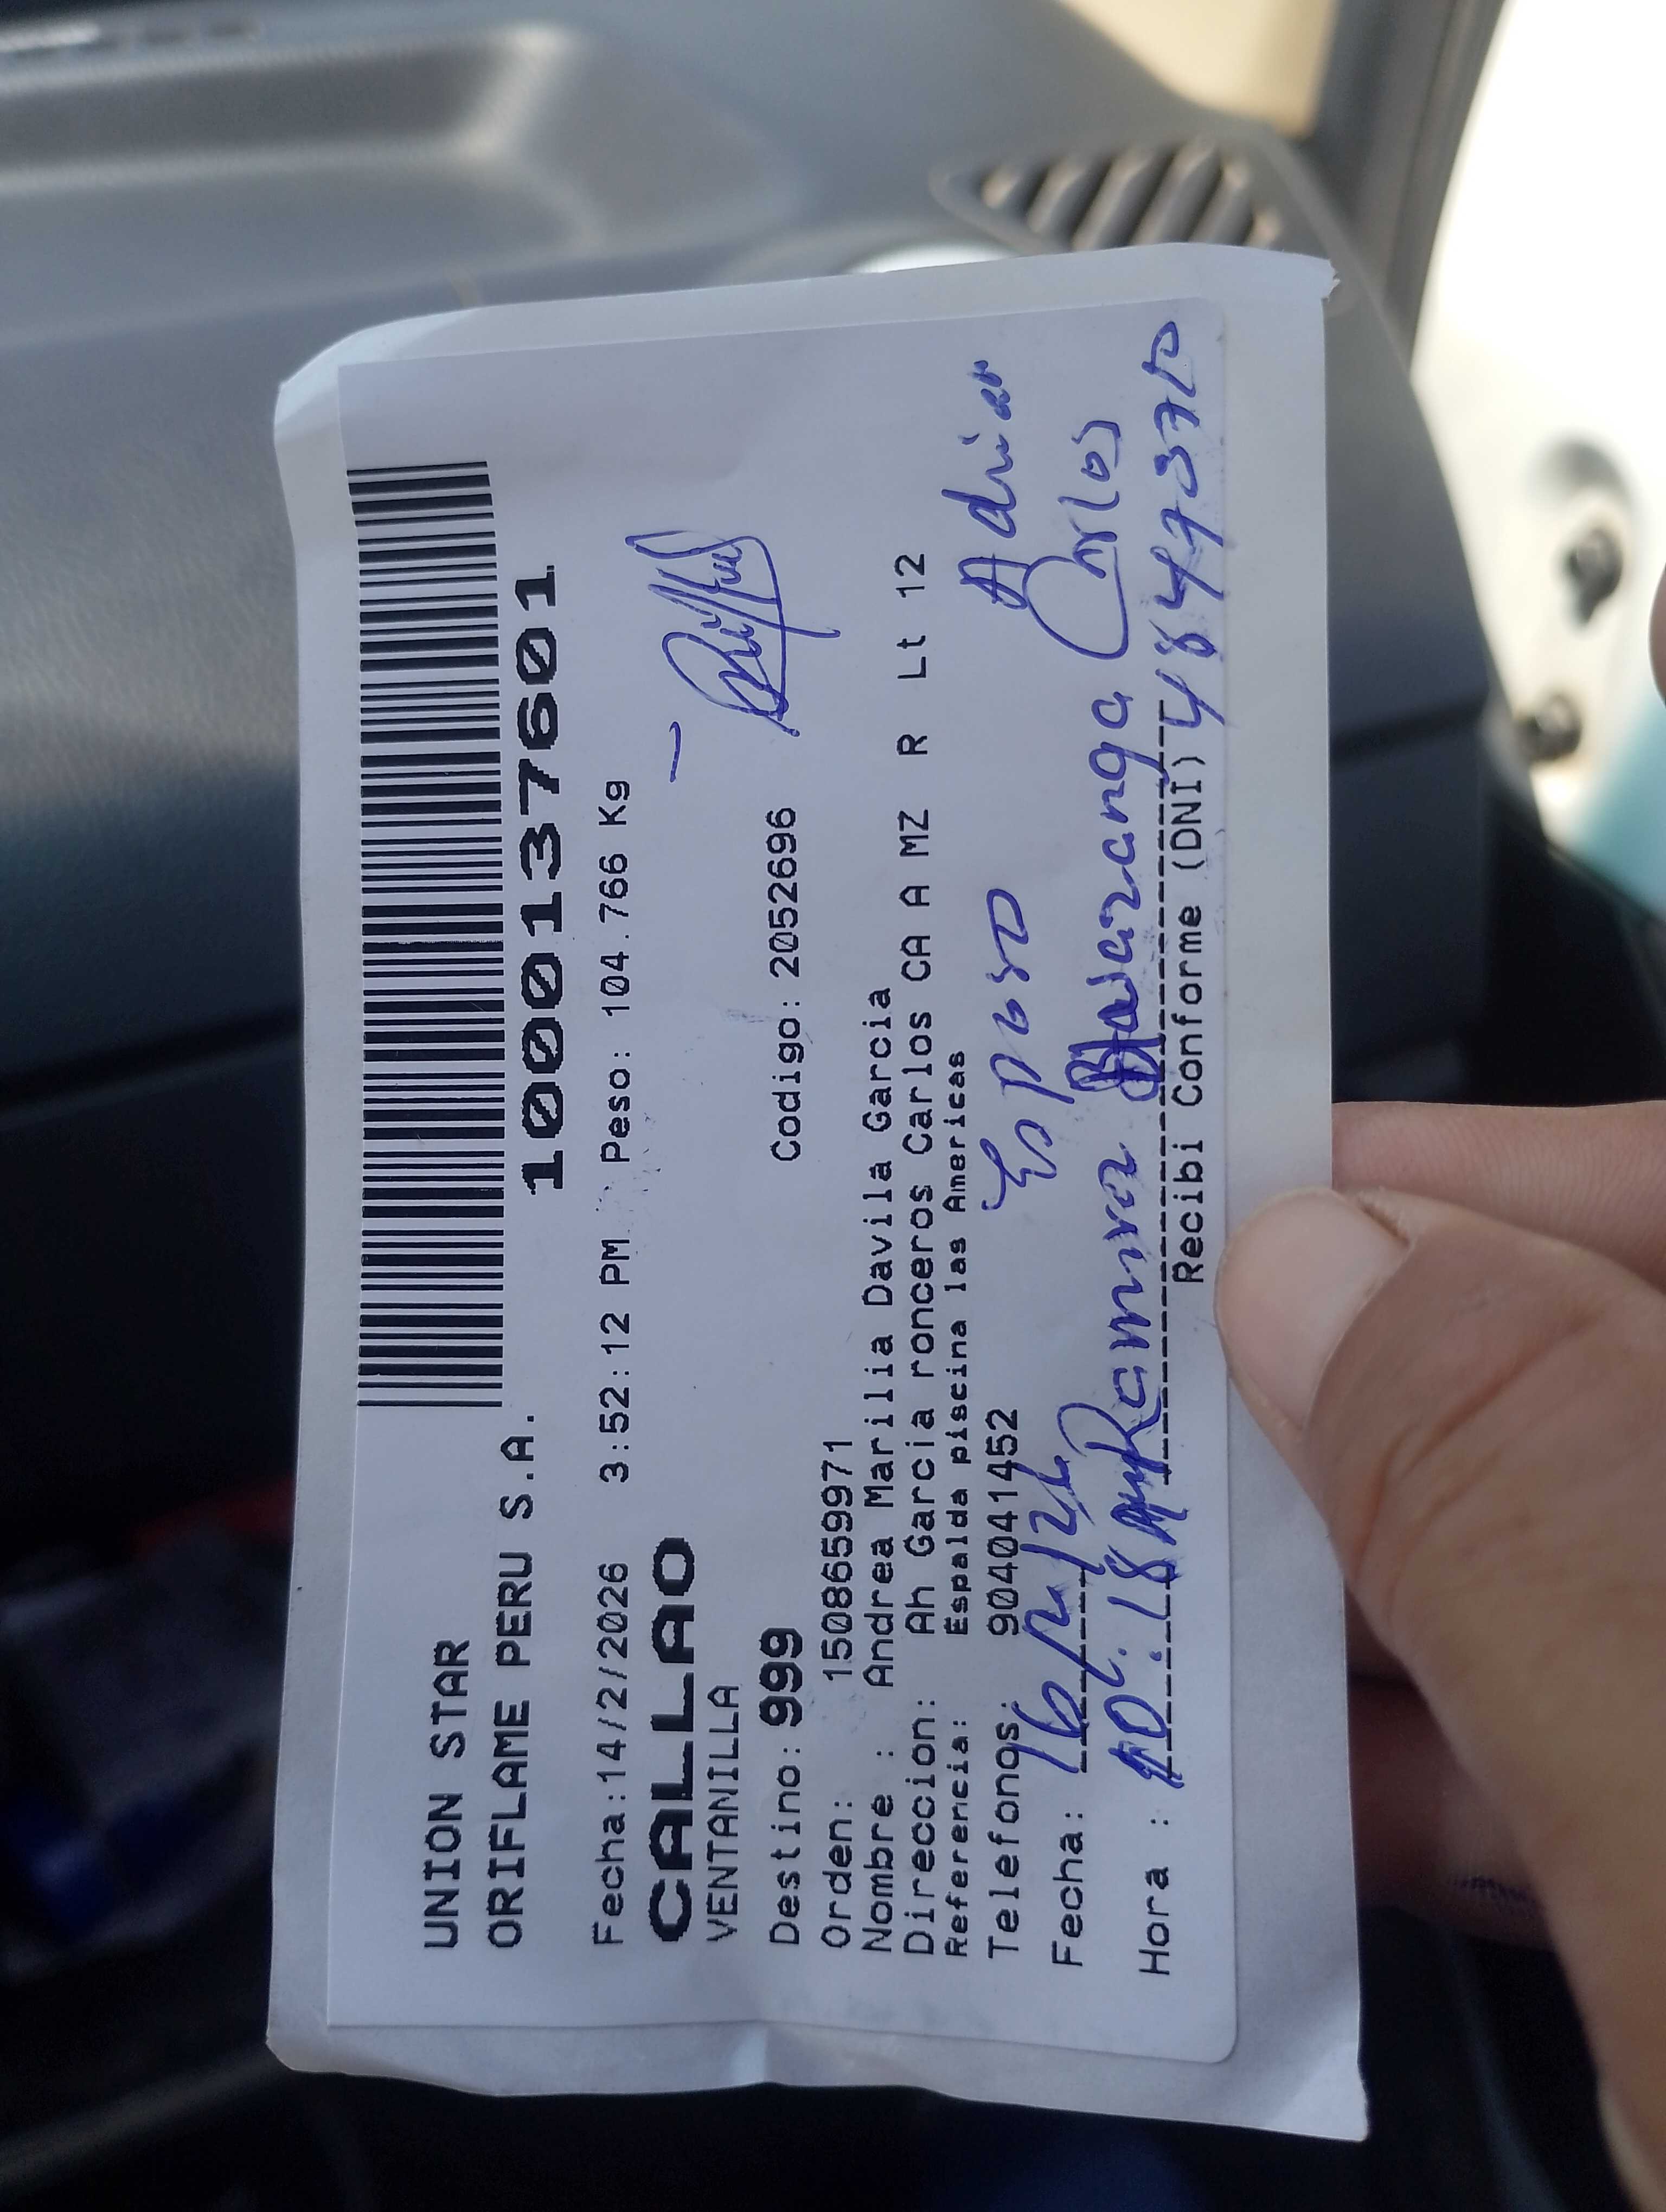 UNION STAR
ORIFLAME PERU S.A.
10001137601
Fecha:14/2/2026 3:52:12 PM Peso: 104.766 Kg
CALLAO
VENTANILLA
Destino: 999 Codigo: 2052696
Orden: 1508659971
Nombre : Andrea Marilia Davila Garcia
Direccion: Ah Garcia ronceros Carlos CA A MZ R Lt 12
Referencia: Espalda piscina las Americas
Telefonos: 904041452
Esposo Adrian
Fecha: 16/2/26 Carlos
Hora : 10:18 Am Ramirez Huaranga
Recibi Conforme (DNI)